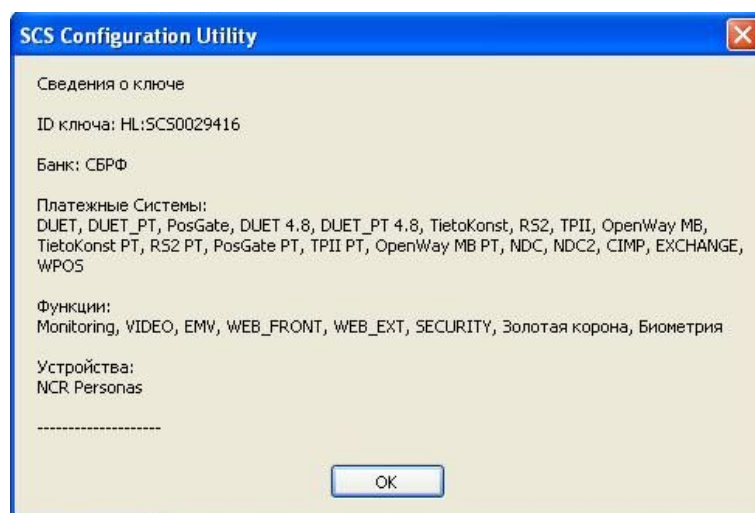 SCS Configuration Utility
Сведения о ключе
ID ключа: HL:SCS0029416
Банк: СБРФ
Платежные Системы:
DUET, DUET_PT, PosGate, DUET 4.8, DUET_PT 4.8, TietoKonst, RS2, TPII, OpenWay MB,
TietoKonst PT, RS2 PT, PosGate PT, TPII PT, OpenWay MB PT, NDC, NDC2, CIMP, EXCHANGE,
WPOS
Функции:
Monitoring, VIDEO, EMV, WEB_FRONT, WEB_EXT, SECURITY, Золотая корона, Биометрия
Устройства:
NCR Personas
--------------------
OK